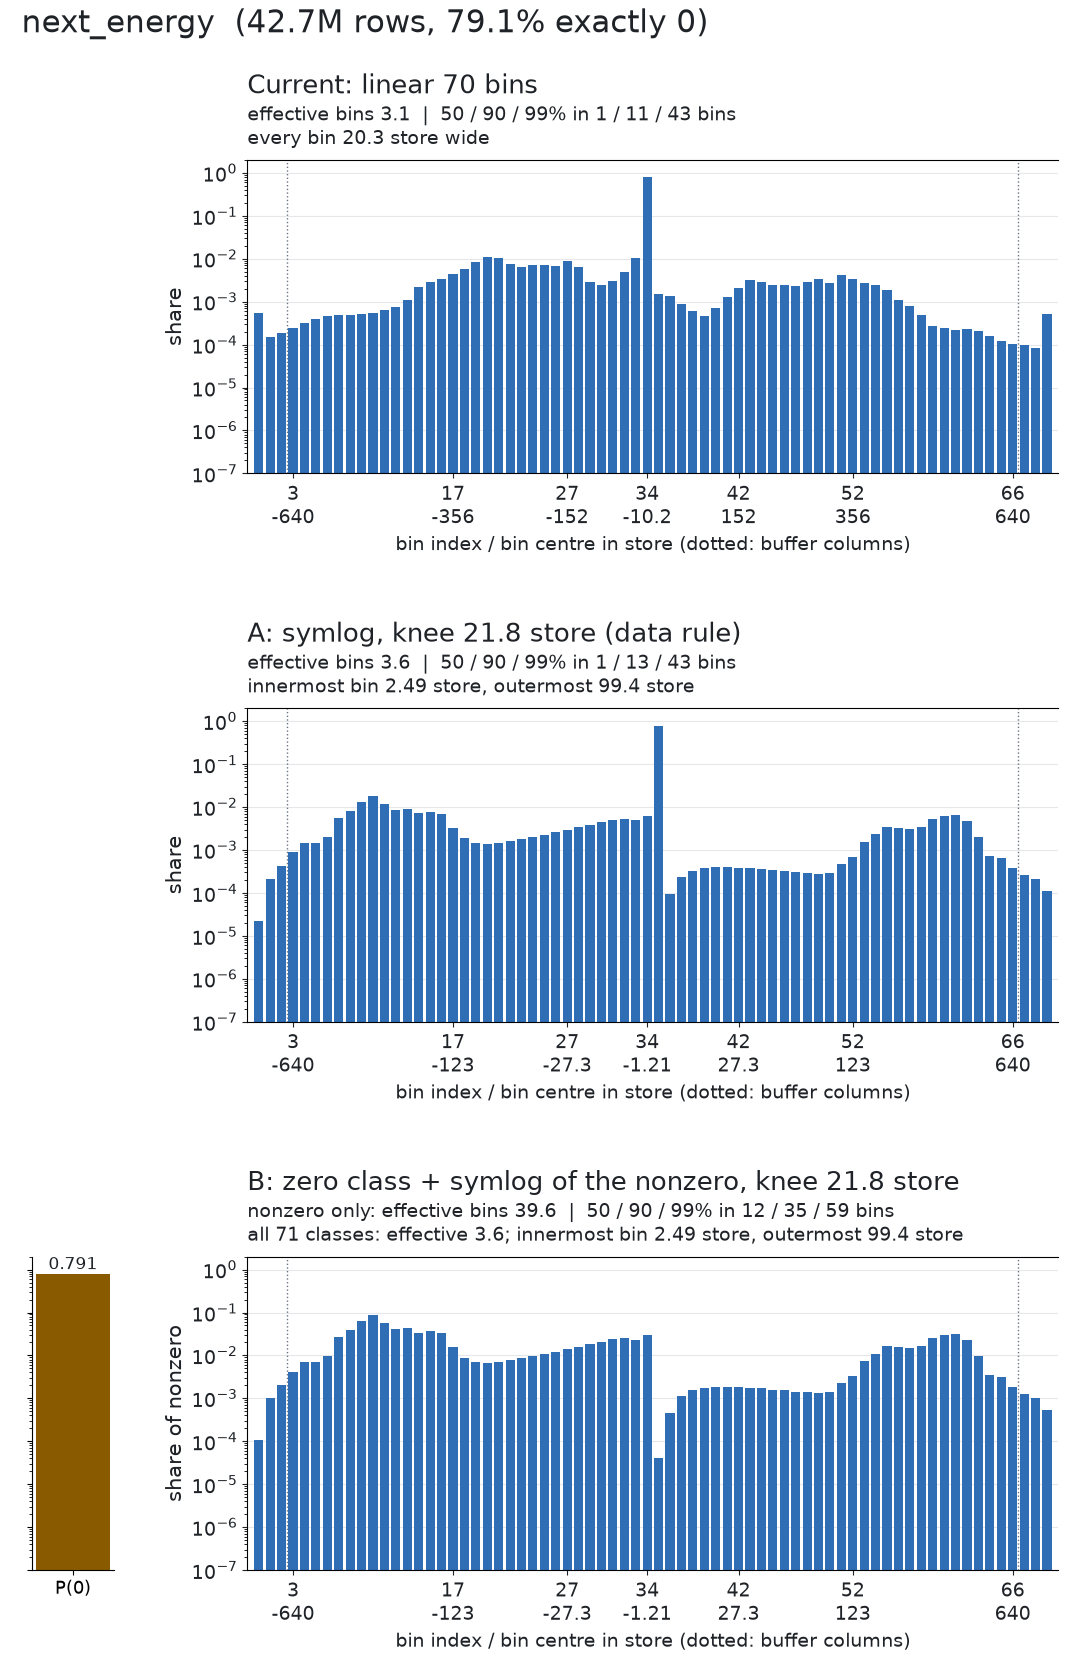 next_energy  (42.7M rows, 79.1% exactly 0)
Current: linear 70 bins
effective bins 3.1  |  50 / 90 / 99% in 1 / 11 / 43 bins
every bin 20.3 store wide
10⁰
10⁻¹
10⁻²
10⁻³
10⁻⁴
10⁻⁵
10⁻⁶
10⁻⁷
share
3 17 27 34 42 52 66
-640 -356 -152 -10.2 152 356 640
bin index / bin centre in store (dotted: buffer columns)
A: symlog, knee 21.8 store (data rule)
effective bins 3.6  |  50 / 90 / 99% in 1 / 13 / 43 bins
innermost bin 2.49 store, outermost 99.4 store
10⁰
10⁻¹
10⁻²
10⁻³
10⁻⁴
10⁻⁵
10⁻⁶
10⁻⁷
share
3 17 27 34 42 52 66
-640 -123 -27.3 -1.21 27.3 123 640
bin index / bin centre in store (dotted: buffer columns)
B: zero class + symlog of the nonzero, knee 21.8 store
nonzero only: effective bins 39.6  |  50 / 90 / 99% in 12 / 35 / 59 bins
all 71 classes: effective 3.6; innermost bin 2.49 store, outermost 99.4 store
0.791
P(0)
10⁰
10⁻¹
10⁻²
10⁻³
10⁻⁴
10⁻⁵
10⁻⁶
10⁻⁷
share of nonzero
3 17 27 34 42 52 66
-640 -123 -27.3 -1.21 27.3 123 640
bin index / bin centre in store (dotted: buffer columns)